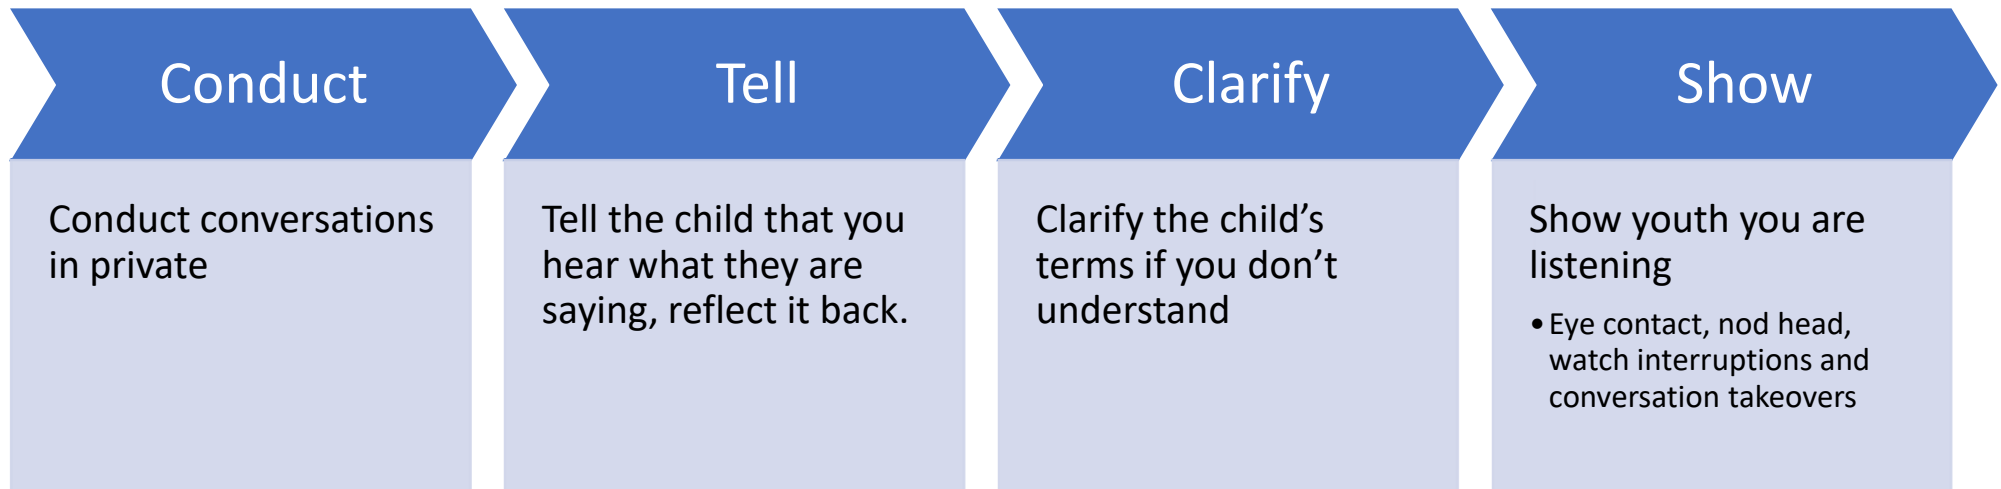 Conduct
Conduct conversations
in private
Tell
Tell the child that you
hear what they are
saying, reflect it back.
Clarify
Clarify the child’s
terms if you don’t
understand
Show
Show youth you are
listening
•Eye contact, nod head,
watch interruptions and
conversation takeovers